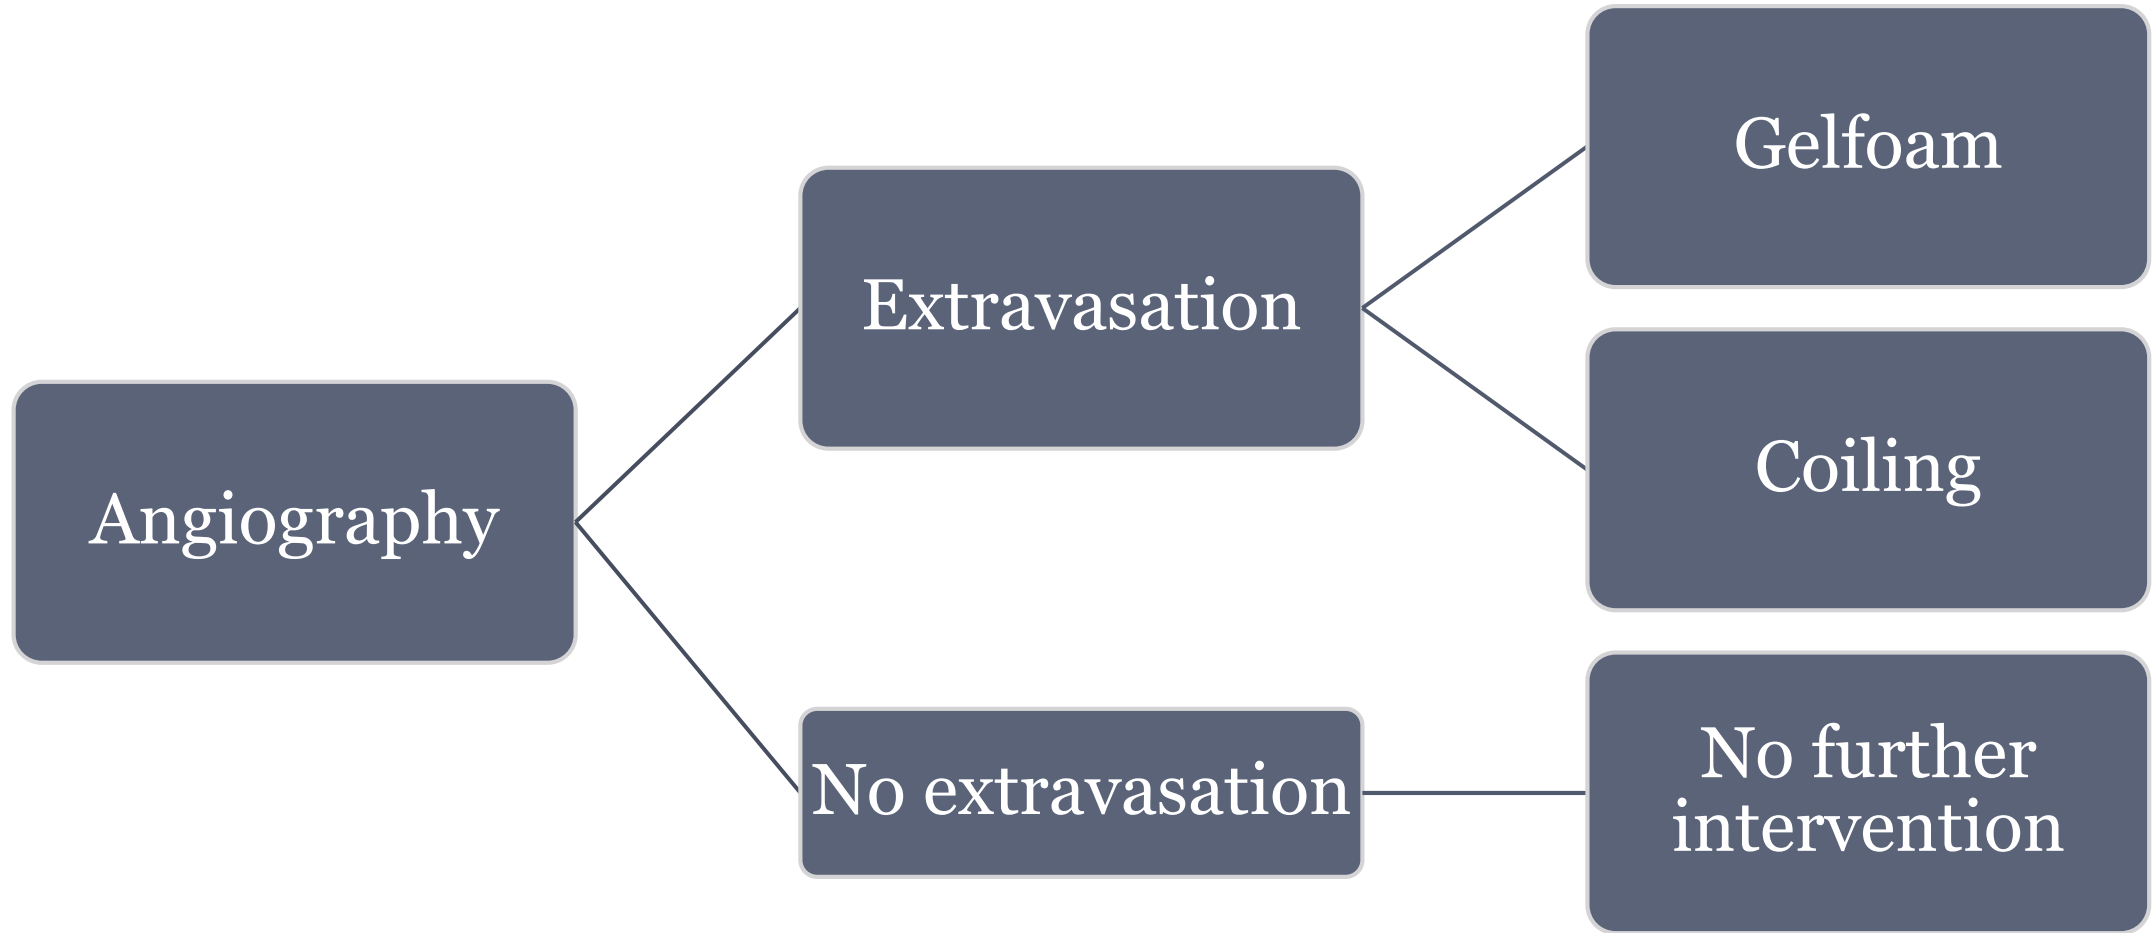 Angiography
Extravasation
Gelfoam
Coiling
No extravasation
No further
intervention